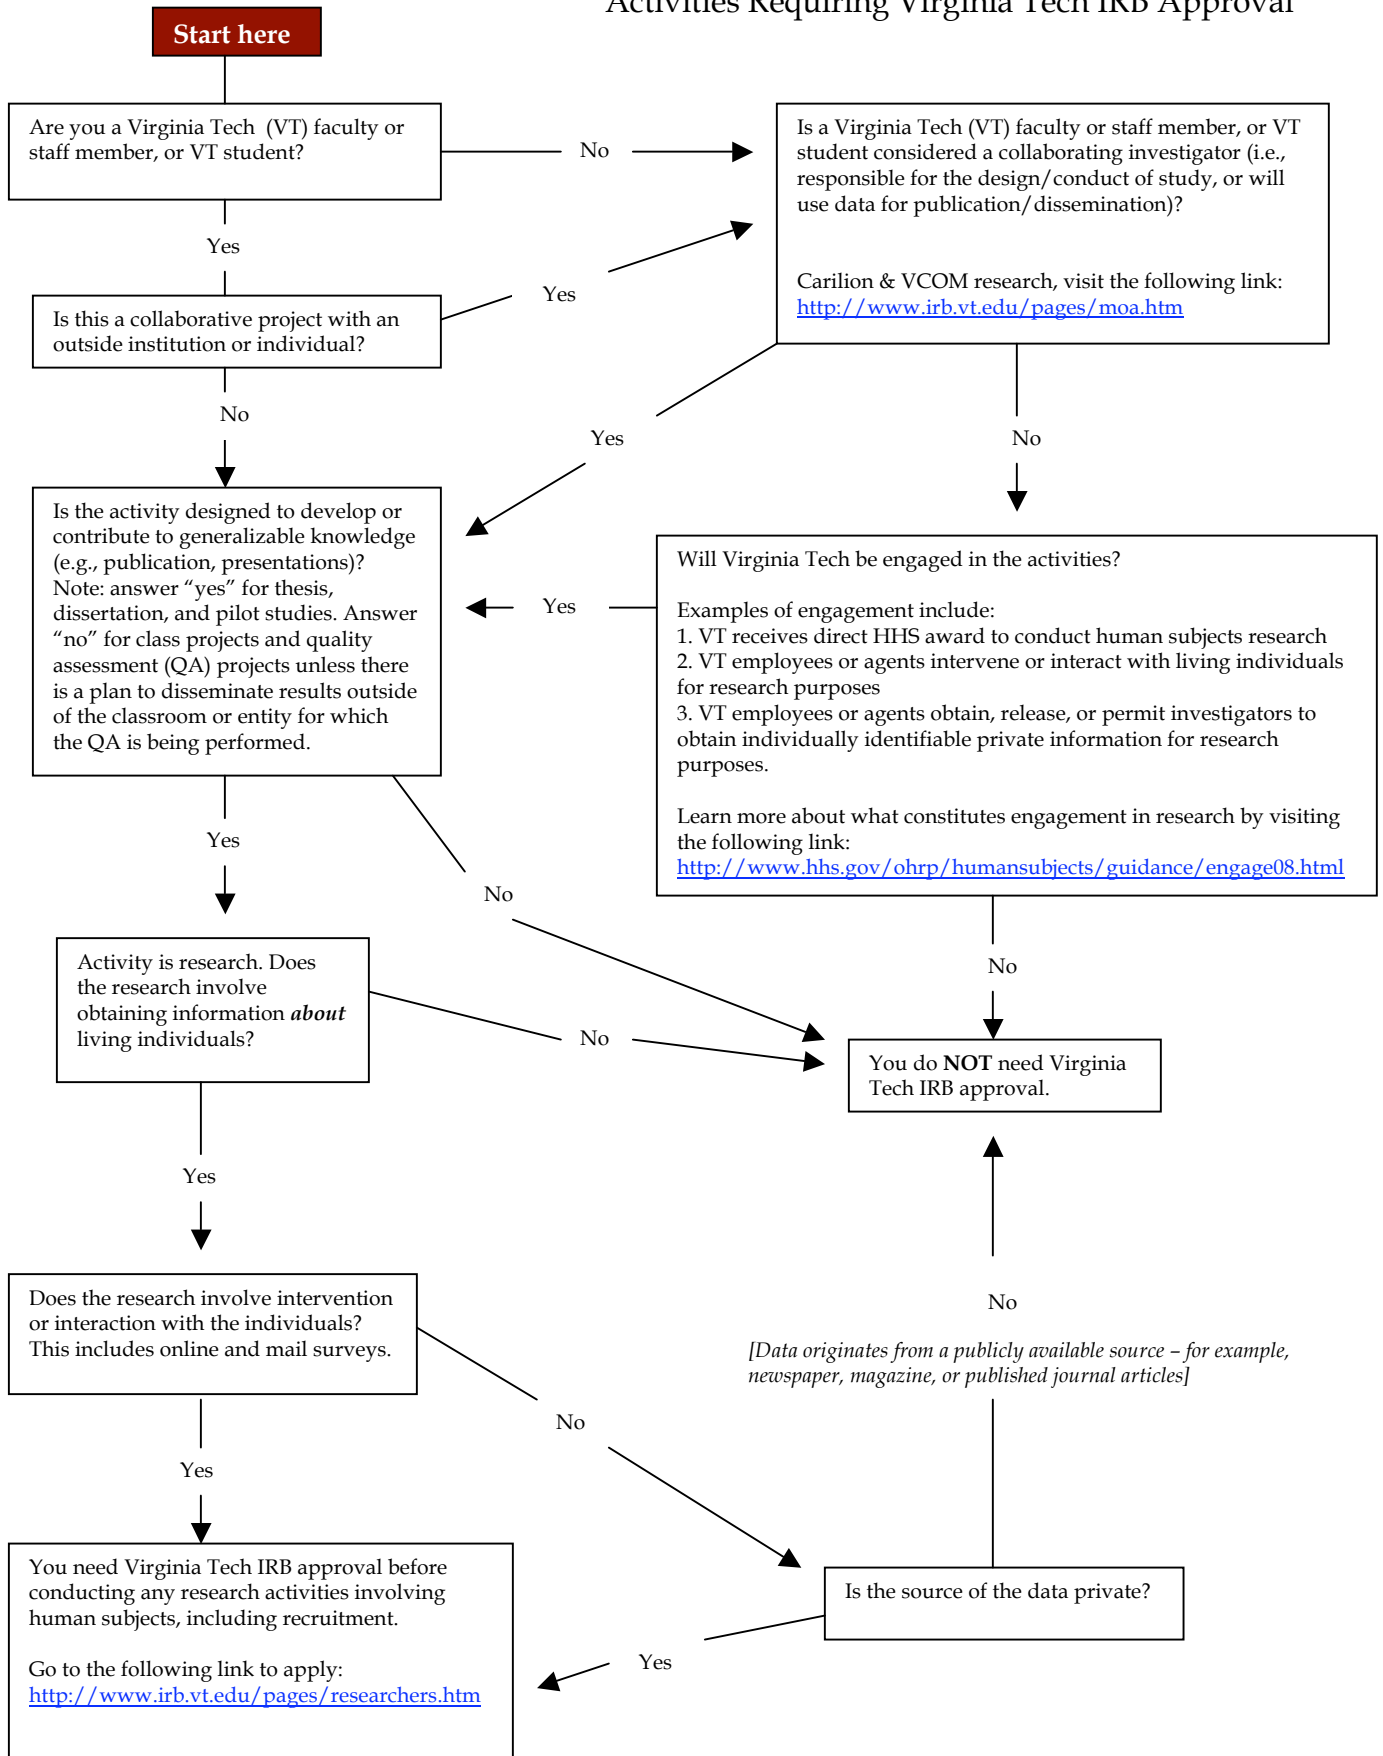 Activities Requiring Virginia Tech IRB Approval
Start here
Are you a Virginia Tech (VT) faculty or
staff member, or VT student?
No
Is a Virginia Tech (VT) faculty or staff member, or VT
student considered a collaborating investigator (i.e.,
responsible for the design/conduct of study, or will
use data for publication/dissemination)?
Carilion & VCOM research, visit the following link:
http://www.irb.vt.edu/pages/moa.htm
Yes
Is this a collaborative project with an
outside institution or individual?
Yes
No
Yes
No
Is the activity designed to develop or
contribute to generalizable knowledge
(e.g., publication, presentations)?
Note: answer “yes” for thesis,
dissertation, and pilot studies. Answer
“no” for class projects and quality
assessment (QA) projects unless there
is a plan to disseminate results outside
of the classroom or entity for which
the QA is being performed.
Yes
Will Virginia Tech be engaged in the activities?
Examples of engagement include:
1. VT receives direct HHS award to conduct human subjects research
2. VT employees or agents intervene or interact with living individuals
for research purposes
3. VT employees or agents obtain, release, or permit investigators to
obtain individually identifiable private information for research
purposes.
Learn more about what constitutes engagement in research by visiting
the following link:
http://www.hhs.gov/ohrp/humansubjects/guidance/engage08.html
Yes
No
No
Activity is research. Does
the research involve
obtaining information about
living individuals?
No
You do NOT need Virginia
Tech IRB approval.
Yes
Does the research involve intervention
or interaction with the individuals?
This includes online and mail surveys.
No
[Data originates from a publicly available source – for example,
newspaper, magazine, or published journal articles]
No
Yes
You need Virginia Tech IRB approval before
conducting any research activities involving
human subjects, including recruitment.
Go to the following link to apply:
http://www.irb.vt.edu/pages/researchers.htm
Is the source of the data private?
Yes